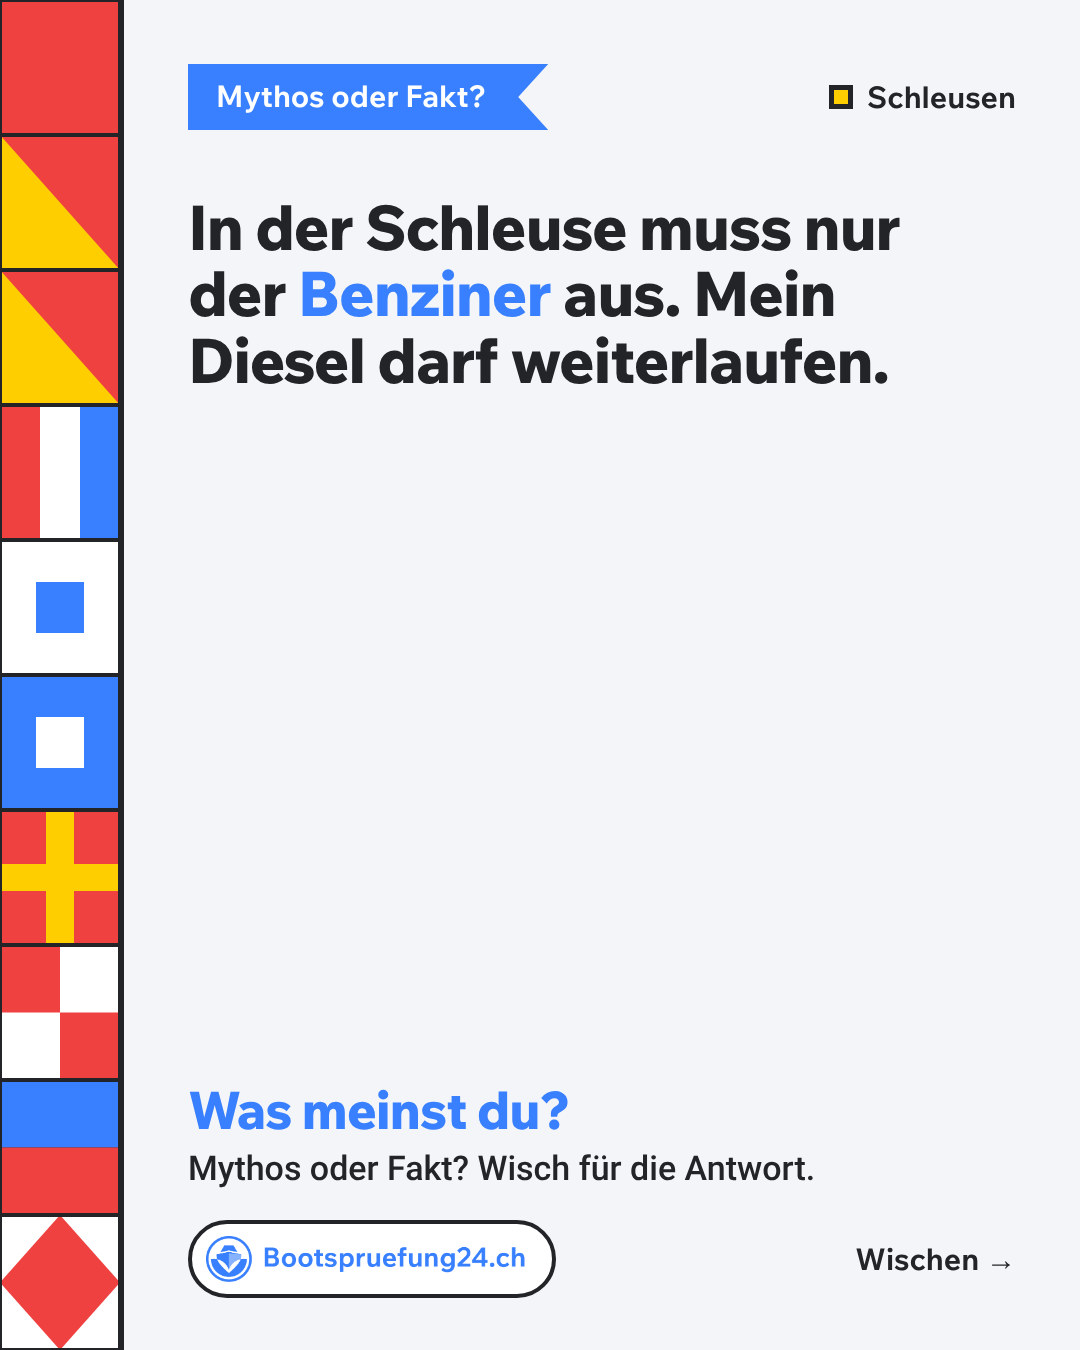 Mythos oder Fakt?
Schleusen
In der Schleuse muss nur
der Benziner aus. Mein
Diesel darf weiterlaufen.
Was meinst du?
Mythos oder Fakt? Wisch für die Antwort.
Bootspruefung24.ch
Wischen →